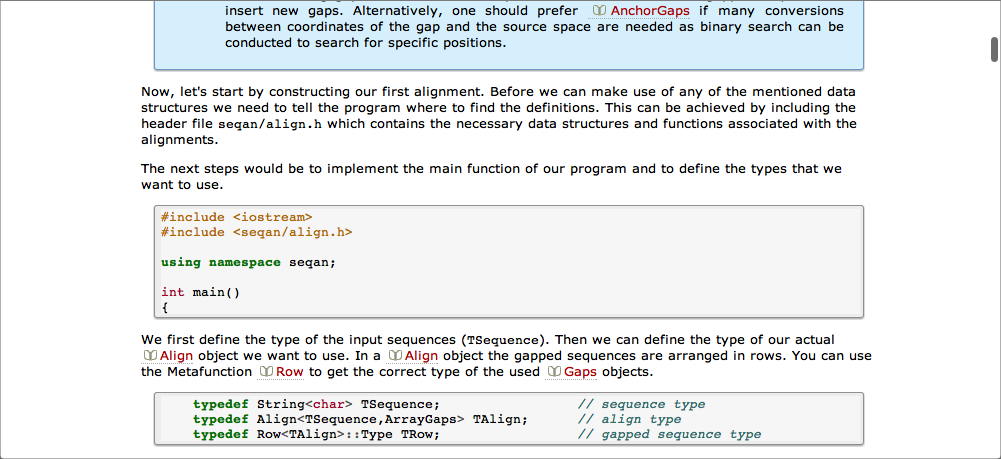 insert new gaps. Alternatively, one should prefer AnchorGaps if many conversions
between coordinates of the gap and the source space are needed as binary search can be
conducted to search for specific positions.
Now, let's start by constructing our first alignment. Before we can make use of any of the mentioned data
structures we need to tell the program where to find the definitions. This can be achieved by including the
header file seqan/align.h which contains the necessary data structures and functions associated with the
alignments.
The next steps would be to implement the main function of our program and to define the types that we
want to use.
#include <iostream>
#include <seqan/align.h>
using namespace seqan;
int main()
{
We first define the type of the input sequences (TSequence). Then we can define the type of our actual
Align object we want to use. In a Align object the gapped sequences are arranged in rows. You can use
the Metafunction Row to get the correct type of the used Gaps objects.
typedef String<char> TSequence; // sequence type
typedef Align<TSequence,ArrayGaps> TAlign; // align type
typedef Row<TAlign>::Type TRow; // gapped sequence type